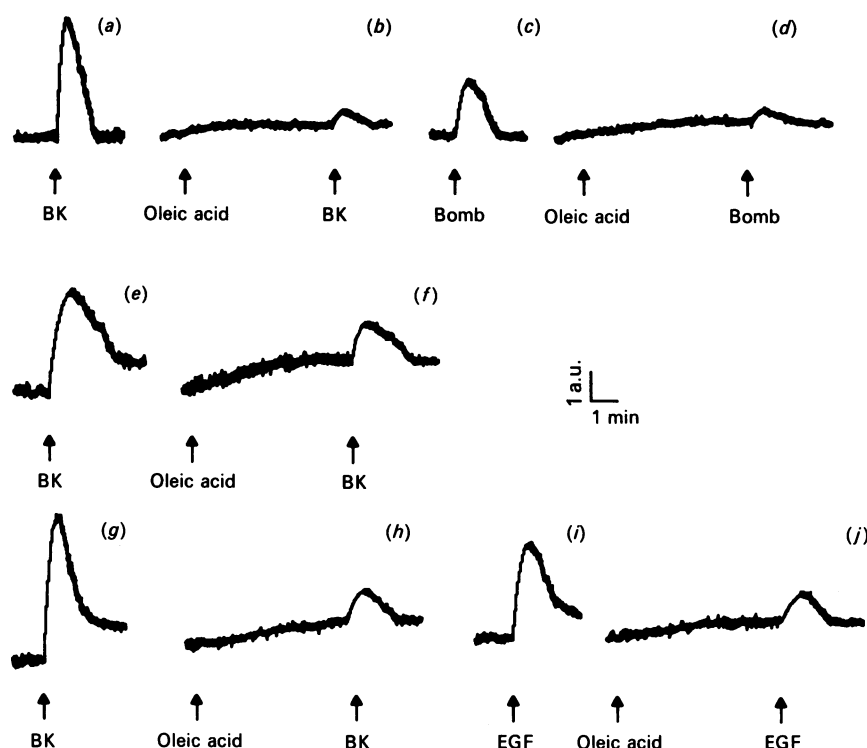 (a) (b) (c) (d)
BK Oleic acid BK Bomb Oleic acid Bomb
(e) (f)
1 a.u.
1 min
BK Oleic acid BK
(g) (h) (i) (j)
BK Oleic acid BK EGF Oleic acid EGF